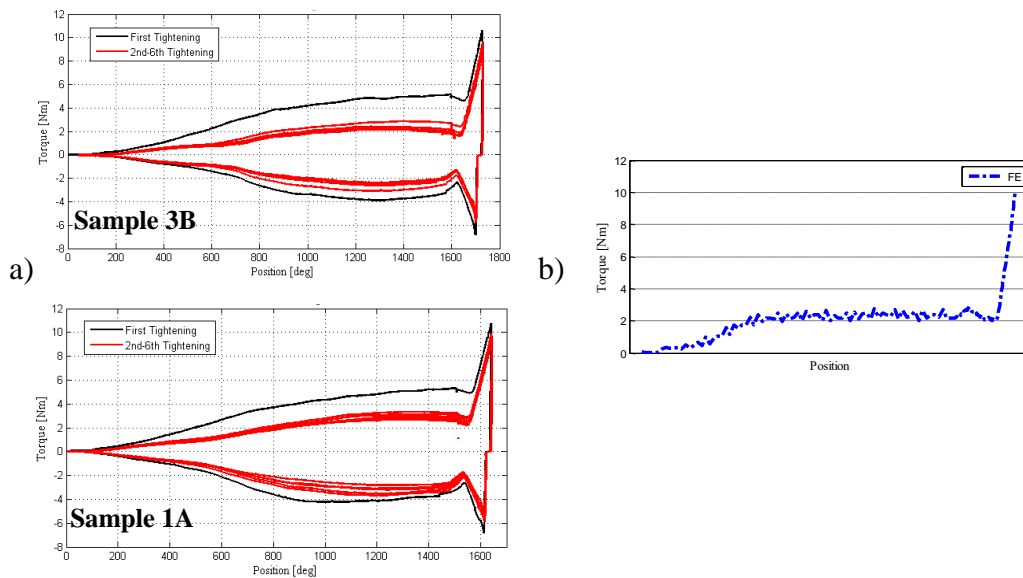 a)
12
10
8
6
4
2
0
-2
-4
-6
-8
Torque [Nm]
First Tightening
2nd-6th Tightening
Sample 3B
0 200 400 600 800 1000 1200 1400 1600 1800
Position [deg]
12
10
8
6
4
2
0
-2
-4
-6
-8
Torque [Nm]
First Tightening
2nd-6th Tightening
Sample 1A
0 200 400 600 800 1000 1200 1400 1600
Position [deg]
b)
12
10
8
6
4
2
0
Torque [Nm]
FE
Position